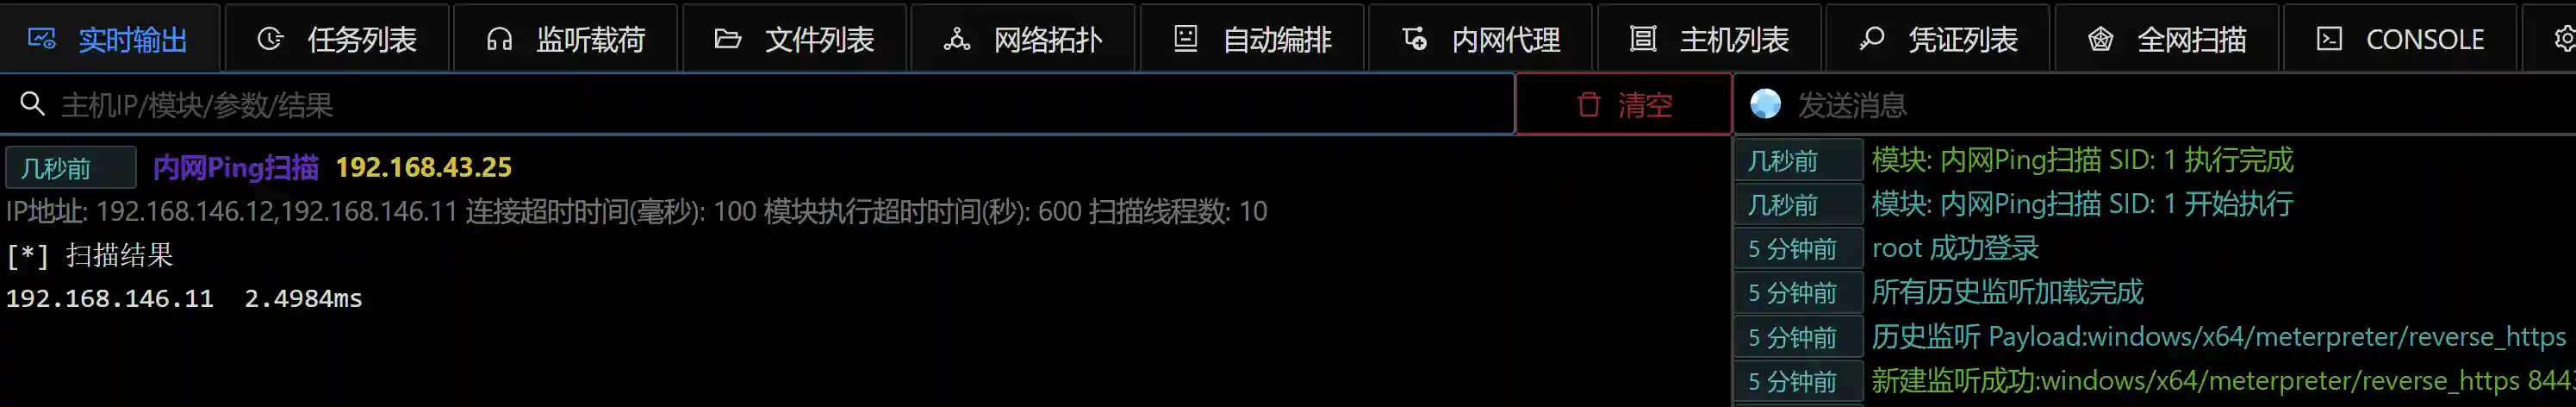 实时输出 任务列表 监听载荷 文件列表 网络拓扑 自动编排 内网代理 主机列表 凭证列表 全网扫描 CONSOLE
主机IP/模块/参数/结果 清空
几秒前 内网Ping扫描 192.168.43.25
IP地址: 192.168.146.12,192.168.146.11 连接超时时间(毫秒): 100 模块执行超时时间(秒): 600 扫描线程数: 10
[*] 扫描结果
192.168.146.11 2.4984ms
发送消息
几秒前 模块: 内网Ping扫描 SID: 1 执行完成
几秒前 模块: 内网Ping扫描 SID: 1 开始执行
5 分钟前 root 成功登录
5 分钟前 所有历史监听加载完成
5 分钟前 历史监听 Payload:windows/x64/meterpreter/reverse_https
5 分钟前 新建监听成功:windows/x64/meterpreter/reverse_https 8443